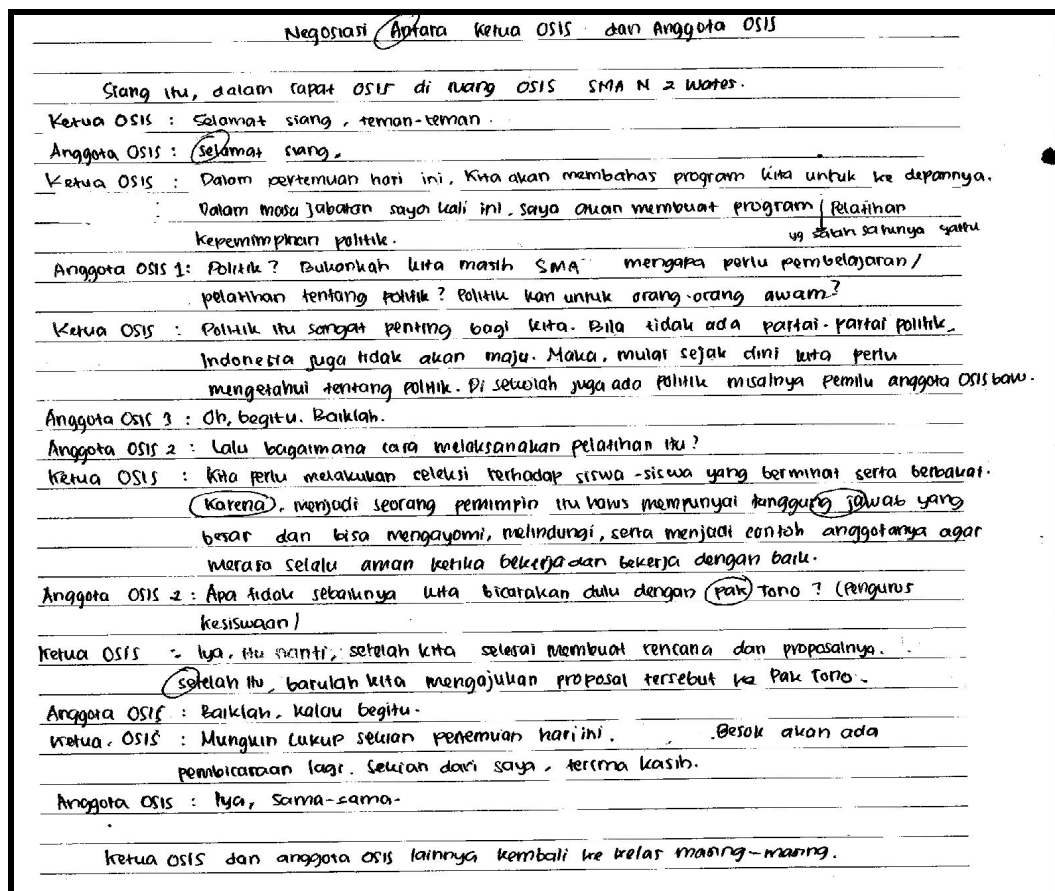 Negosiasi Antara Ketua OSIS dan Anggota OSIS
Siang itu, dalam rapat OSIS di ruang OSIS SMA N 2 Wates.
Ketua OSIS : Selamat siang, teman-teman.
Anggota OSIS : Selamat siang.
Ketua OSIS : Dalam pertemuan hari ini, kita akan membahas program kita untuk ke depannya.
Dalam masa jabatan saya kali ini, saya akan membuat program Pelatihan
yg salah satunya yaitu
kepemimpinan politik.
Anggota OSIS 1: Politik? Bukankah kita masih SMA mengapa perlu pembelajaran/
pelatihan tentang politik? Politik kan untuk orang-orang awam?
Ketua OSIS : Politik itu sangat penting bagi kita. Bila tidak ada partai-partai politik,
Indonesia juga tidak akan maju. Maka, mulai sejak dini kita perlu
mengetahui tentang politik. Di sekolah juga ada politik misalnya pemilu anggota OSIS baru.
Anggota OSIS 3 : Oh, begitu. Baiklah.
Anggota OSIS 2 : Lalu bagaimana cara melaksanakan pelatihan itu?
Ketua OSIS : Kita perlu melakukan seleksi terhadap siswa-siswa yang berminat serta berbakat.
Karena, menjadi seorang pemimpin itu harus mempunyai tanggung jawab yang
besar dan bisa mengayomi, melindungi, serta menjadi contoh anggotanya agar
merasa selalu aman ketika bekerja dan bekerja dengan baik.
Anggota OSIS 2 : Apa tidak sebaiknya kita bicarakan dulu dengan pak Tono? (Pengurus
kesiswaan)
Ketua OSIS : Iya, itu nanti, setelah kita selesai membuat rencana dan proposalnya.
setelah itu, barulah kita mengajukan proposal tersebut ke Pak Tono.
Anggota OSIS : Baiklah, kalau begitu.
Ketua OSIS : Mungkin cukup sekian pertemuan hari ini. Besok akan ada
pembicaraan lagi. Sekian dari saya, terima kasih.
Anggota OSIS : Iya, sama-sama.
Ketua OSIS dan anggota OSIS lainnya kembali ke kelas masing-masing.